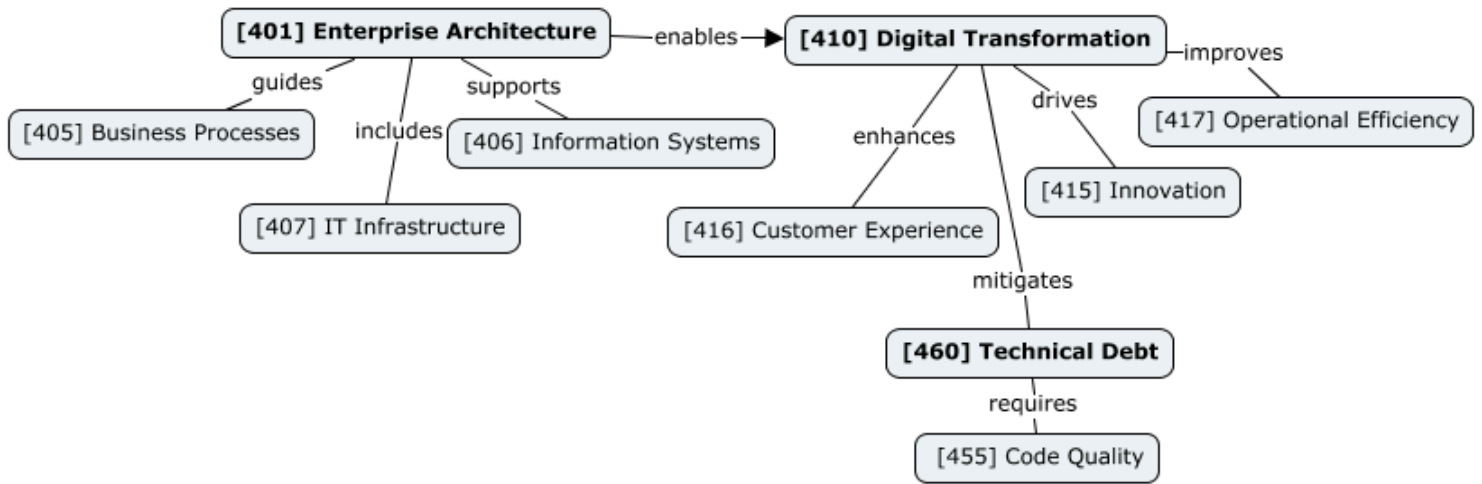 [401] Enterprise Architecture
enables
[410] Digital Transformation
improves
guides
supports
drives
[405] Business Processes
includes
[406] Information Systems
enhances
[417] Operational Efficiency
[415] Innovation
[407] IT Infrastructure
[416] Customer Experience
mitigates
[460] Technical Debt
requires
[455] Code Quality